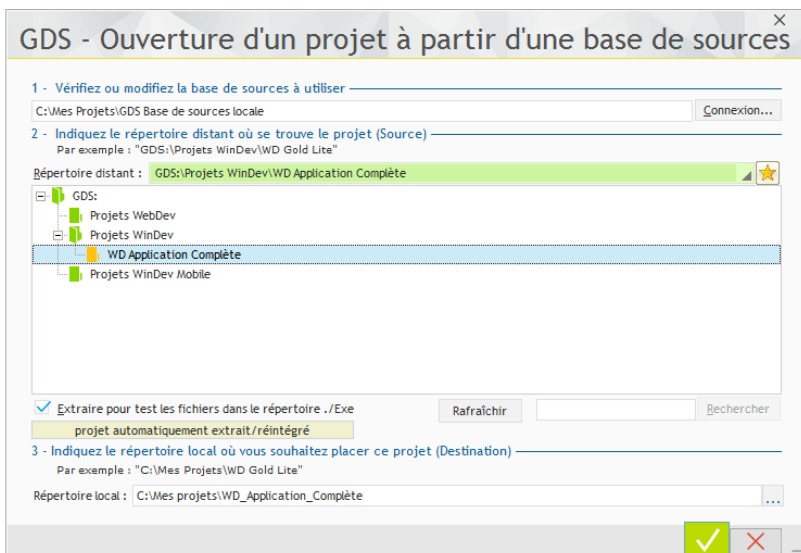 GDS - Ouverture d'un projet à partir d'une base de sources
1 - Vérifiez ou modifiez la base de sources à utiliser
C:\Mes Projets\GDS Base de sources locale
Connexion...
2 - Indiquez le répertoire distant où se trouve le projet (Source)
Par exemple : "GDS:\Projets WinDev\WD Gold Lite"
Répertoire distant : GDS:\Projets WinDev\WD Application Complète
GDS:
Projets WebDev
Projets WinDev
WD Application Complète
Projets WinDev Mobile
Extraire pour test les fichiers dans le répertoire ./Exe
Rafraîchir
Rechercher
projet automatiquement extrait/réintégré
3 - Indiquez le répertoire local où vous souhaitez placer ce projet (Destination)
Par exemple : "C:\Mes Projets\WD Gold Lite"
Répertoire local : C:\Mes projets\WD_Application_Complète
...